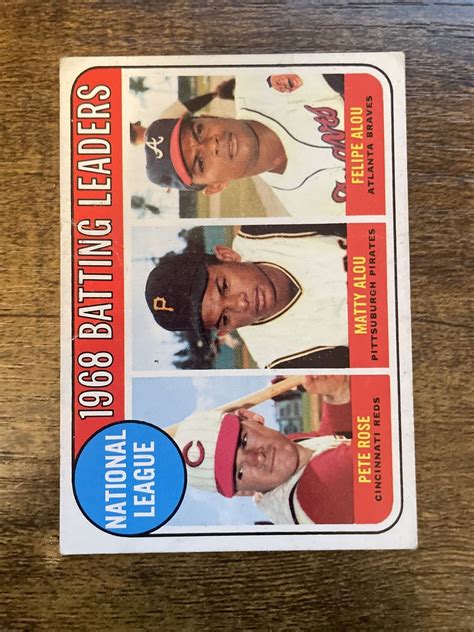 1968 BATTING LEADERS
NATIONAL
LEAGUE
C
P
A
PETE ROSE
CINCINNATI REDS
MATTY ALOU
PITTSBURGH PIRATES
FELIPE ALOU
ATLANTA BRAVES